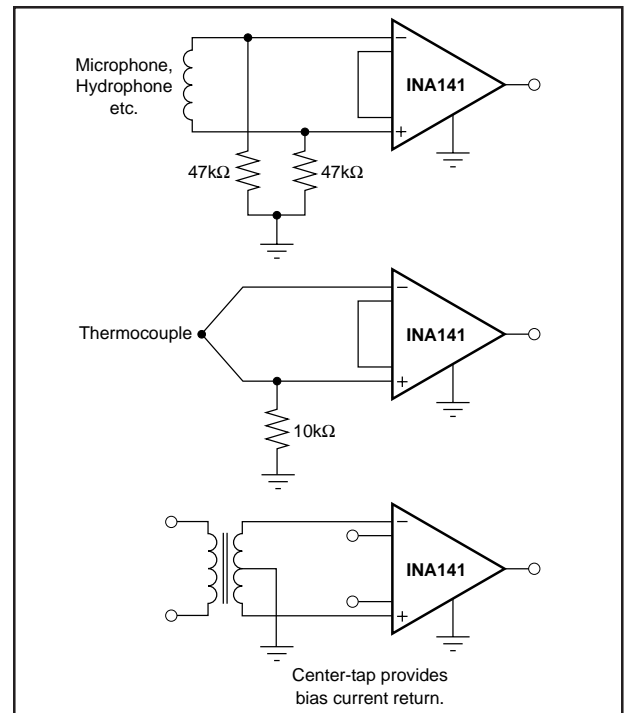 Microphone,
Hydrophone
etc.
−
INA141
+
47kΩ
47kΩ
−
INA141
+
Thermocouple
10kΩ
−
INA141
+
Center-tap provides
bias current return.